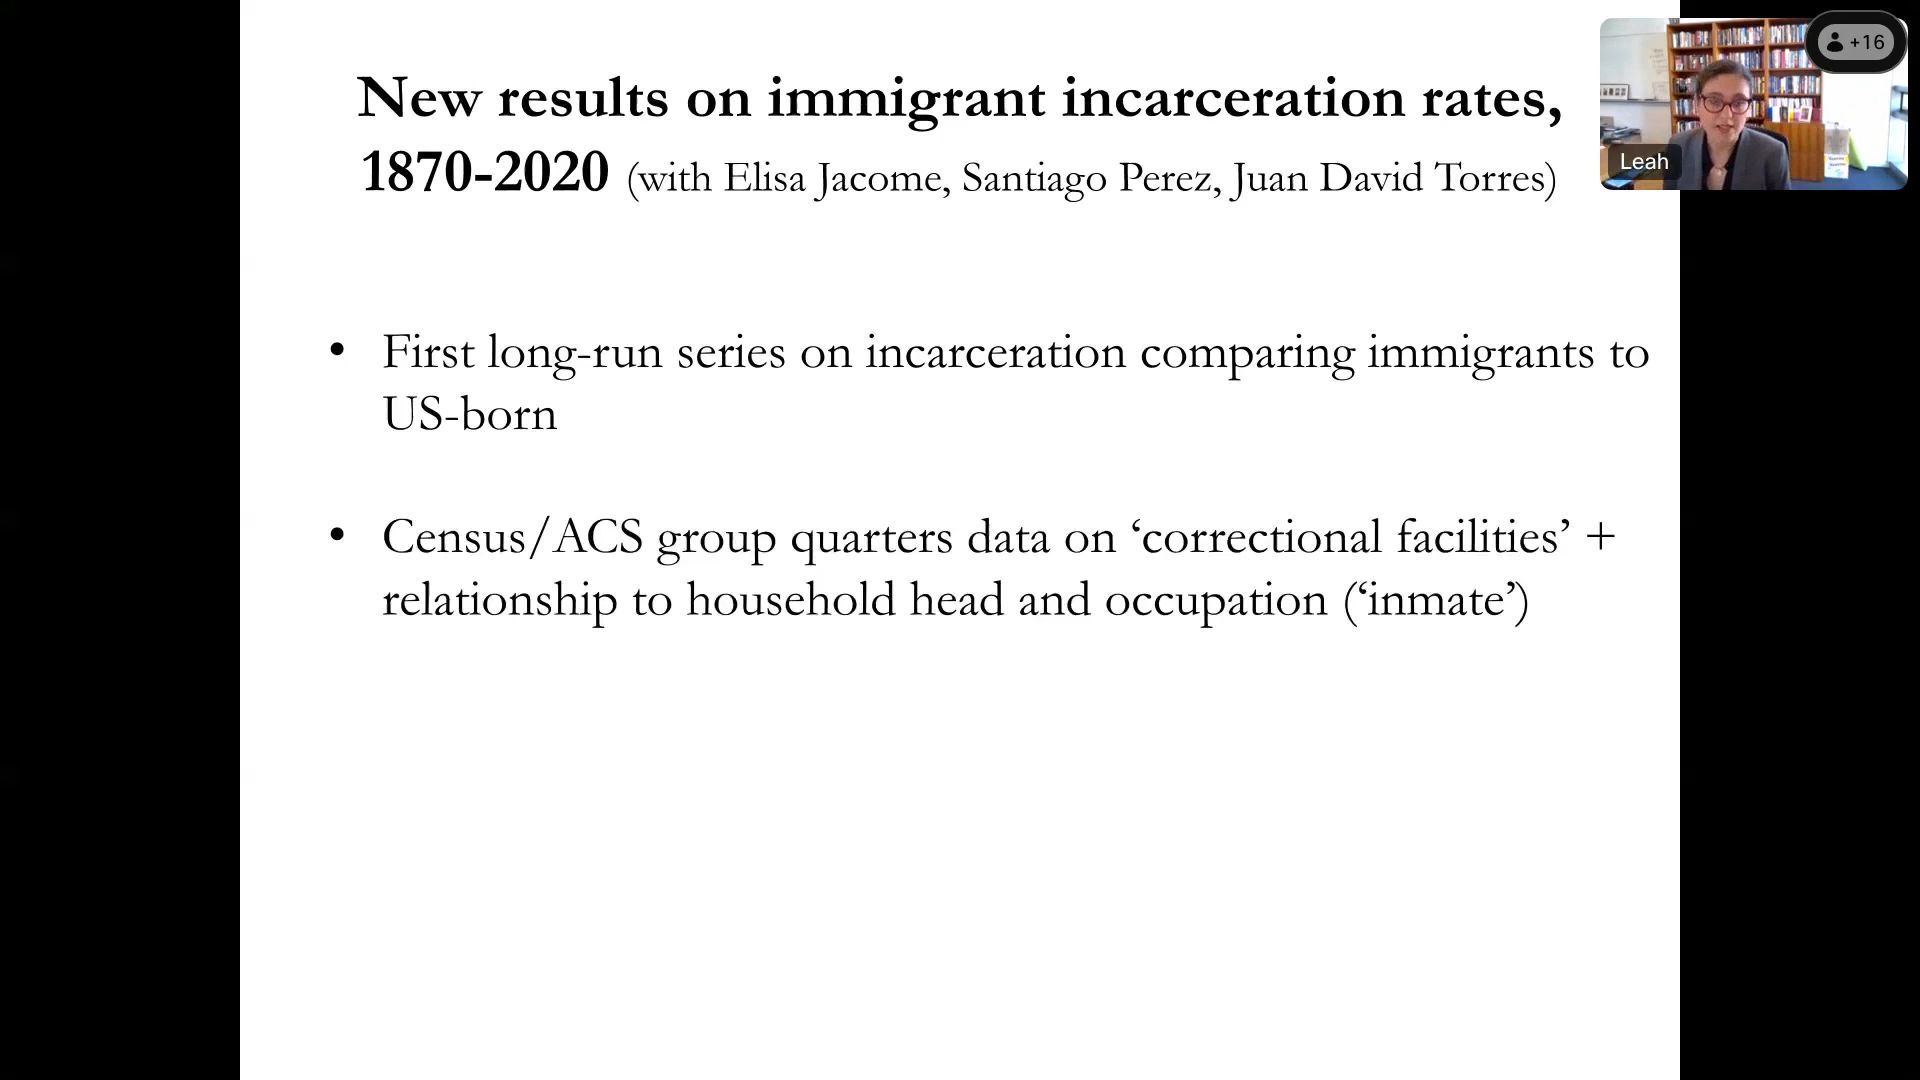 New results on immigrant incarceration rates,
1870-2020 (with Elisa Jacome, Santiago Perez, Juan David Torres)
+16
Leah
• First long-run series on incarceration comparing immigrants to
US-born
• Census/ACS group quarters data on ‘correctional facilities’ +
relationship to household head and occupation (‘inmate’)